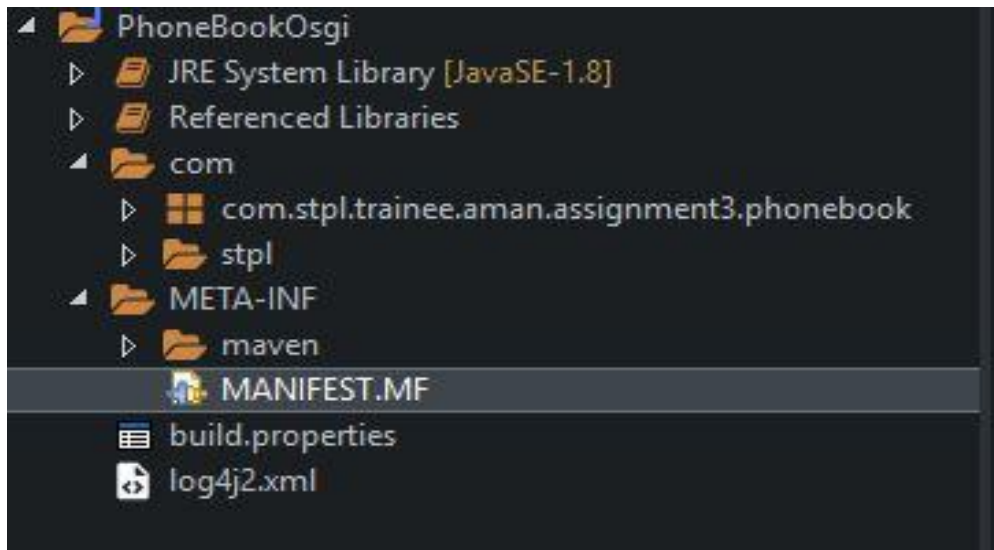 PhoneBookOsgi
JRE System Library [JavaSE-1.8]
Referenced Libraries
com
com.stpl.trainee.aman.assignment3.phonebook
stpl
META-INF
maven
MANIFEST.MF
build.properties
log4j2.xml